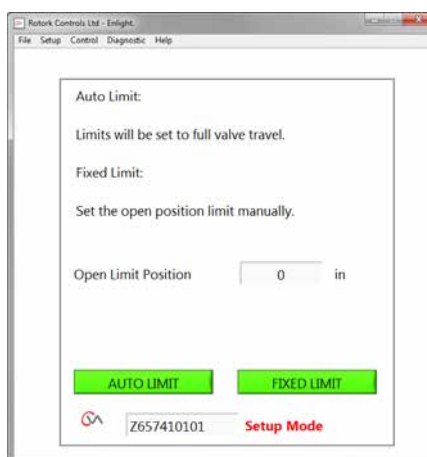 Rotork Controls Ltd - Enlight.
File Setup Control Diagnostic Help
Auto Limit:
Limits will be set to full valve travel.
Fixed Limit:
Set the open position limit manually.
Open Limit Position 0 in
AUTO LIMIT FIXED LIMIT
Z657410101 Setup Mode